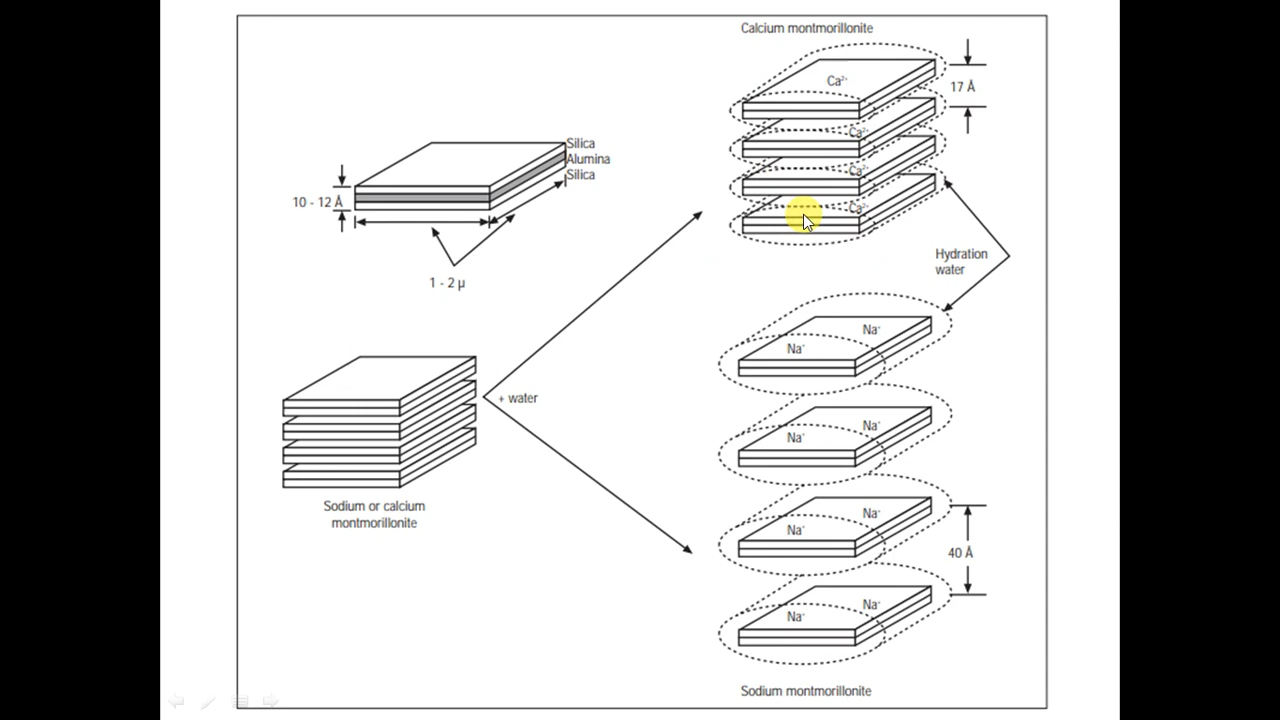 Calcium montmorillonite
Ca²⁺
17 Å
Ca²⁺
Ca²⁺
Ca²⁺
Silica
Alumina
Silica
10 - 12 Å
1 - 2 µ
Hydration
water
+ water
Sodium or calcium
montmorillonite
Na⁺
Na⁺
Na⁺
Na⁺
Na⁺
Na⁺
40 Å
Na⁺
Na⁺
Sodium montmorillonite